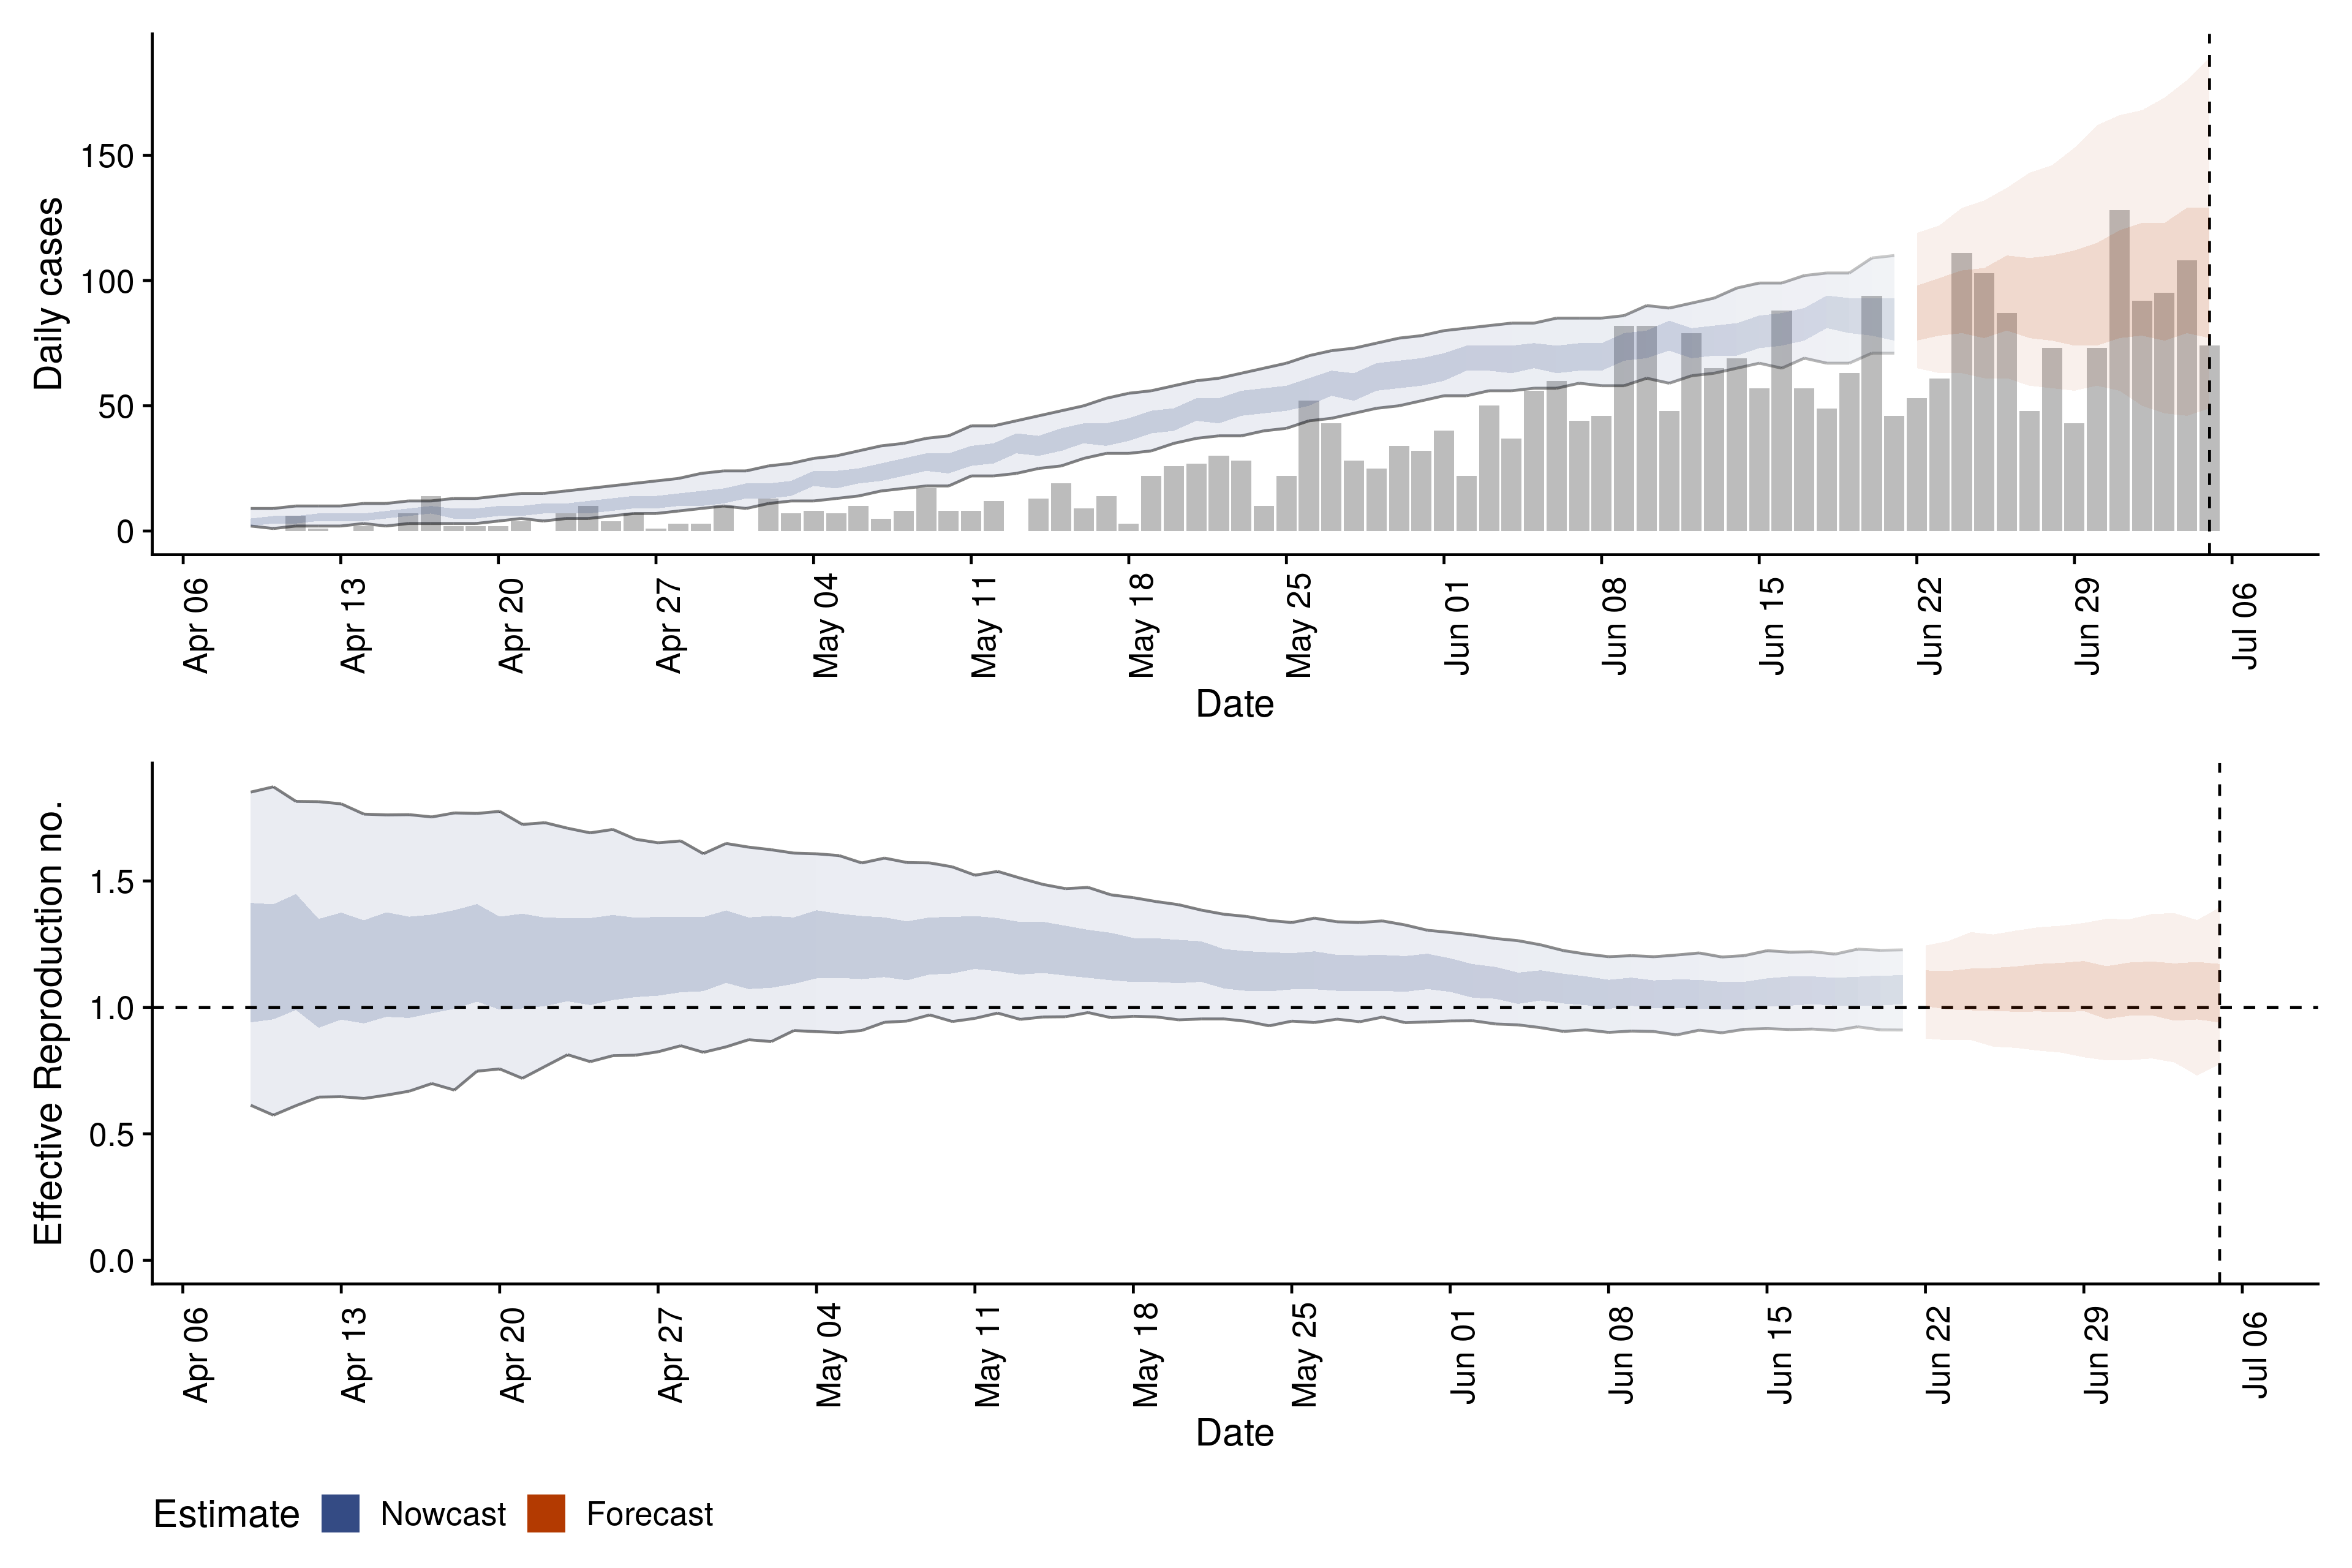 Daily cases
150
100
50
0
Apr 06 Apr 13 Apr 20 Apr 27 May 04 May 11 May 18 May 25 Jun 01 Jun 08 Jun 15 Jun 22 Jun 29 Jul 06
Date
Effective Reproduction no.
1.5
1.0
0.5
0.0
Apr 06 Apr 13 Apr 20 Apr 27 May 04 May 11 May 18 May 25 Jun 01 Jun 08 Jun 15 Jun 22 Jun 29 Jul 06
Date
Estimate Nowcast Forecast